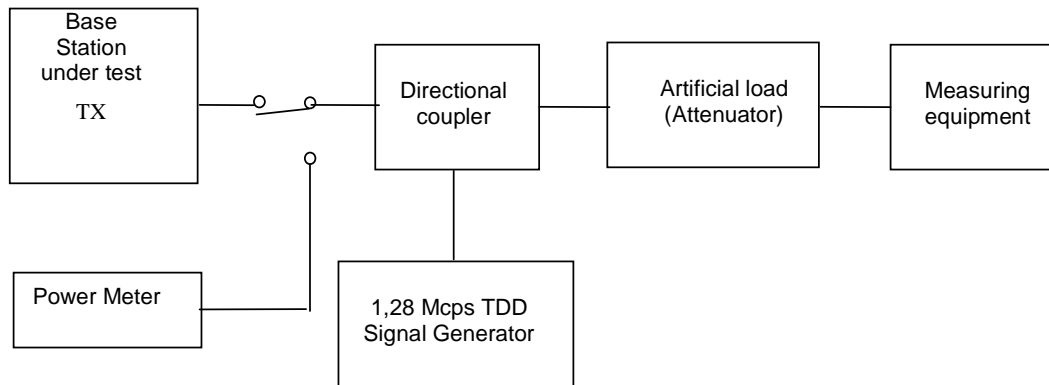 Base
Station
under test
TX
Directional
coupler
Artificial load
(Attenuator)
Measuring
equipment
Power Meter
1,28 Mcps TDD
Signal Generator